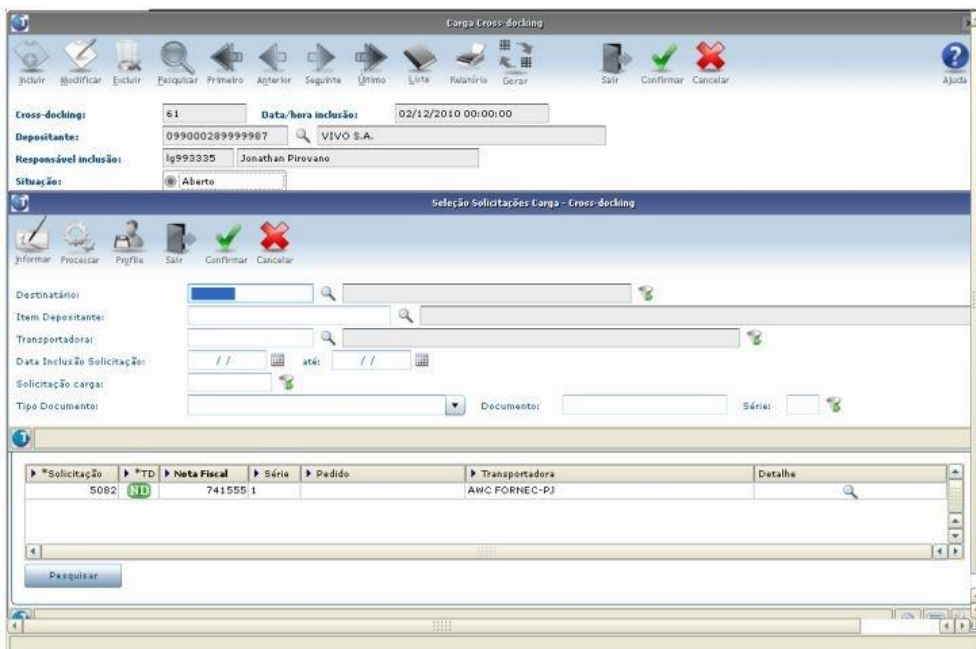 Carga Cross-docking
Incluir Modificar Excluir Pesquisar Primeiro Anterior Seguinte Último Lista Relatório Gerar Sair Confirmar Cancelar Ajuda
Cross-docking: 61 Data/hora inclusão: 02/12/2010 00:00:00
Depositante: 099000289999987 VIVO S.A.
Responsável inclusão: lg993335 Jonathan Pirovano
Situação: Aberto
Seleção Solicitações Carga - Cross-docking
Informar Processar Profile Sair Confirmar Cancelar
Destinatário:
Item Depositante:
Transportadora:
Data Inclusão Solicitação: / / até: / /
Solicitação carga:
Tipo Documento: Documento: Série:
*Solicitação *TD Nota Fiscal Série Pedido Transportadora Detalhe
5082 ND 741555 1 AWC FORNEC-PJ
Pesquisar